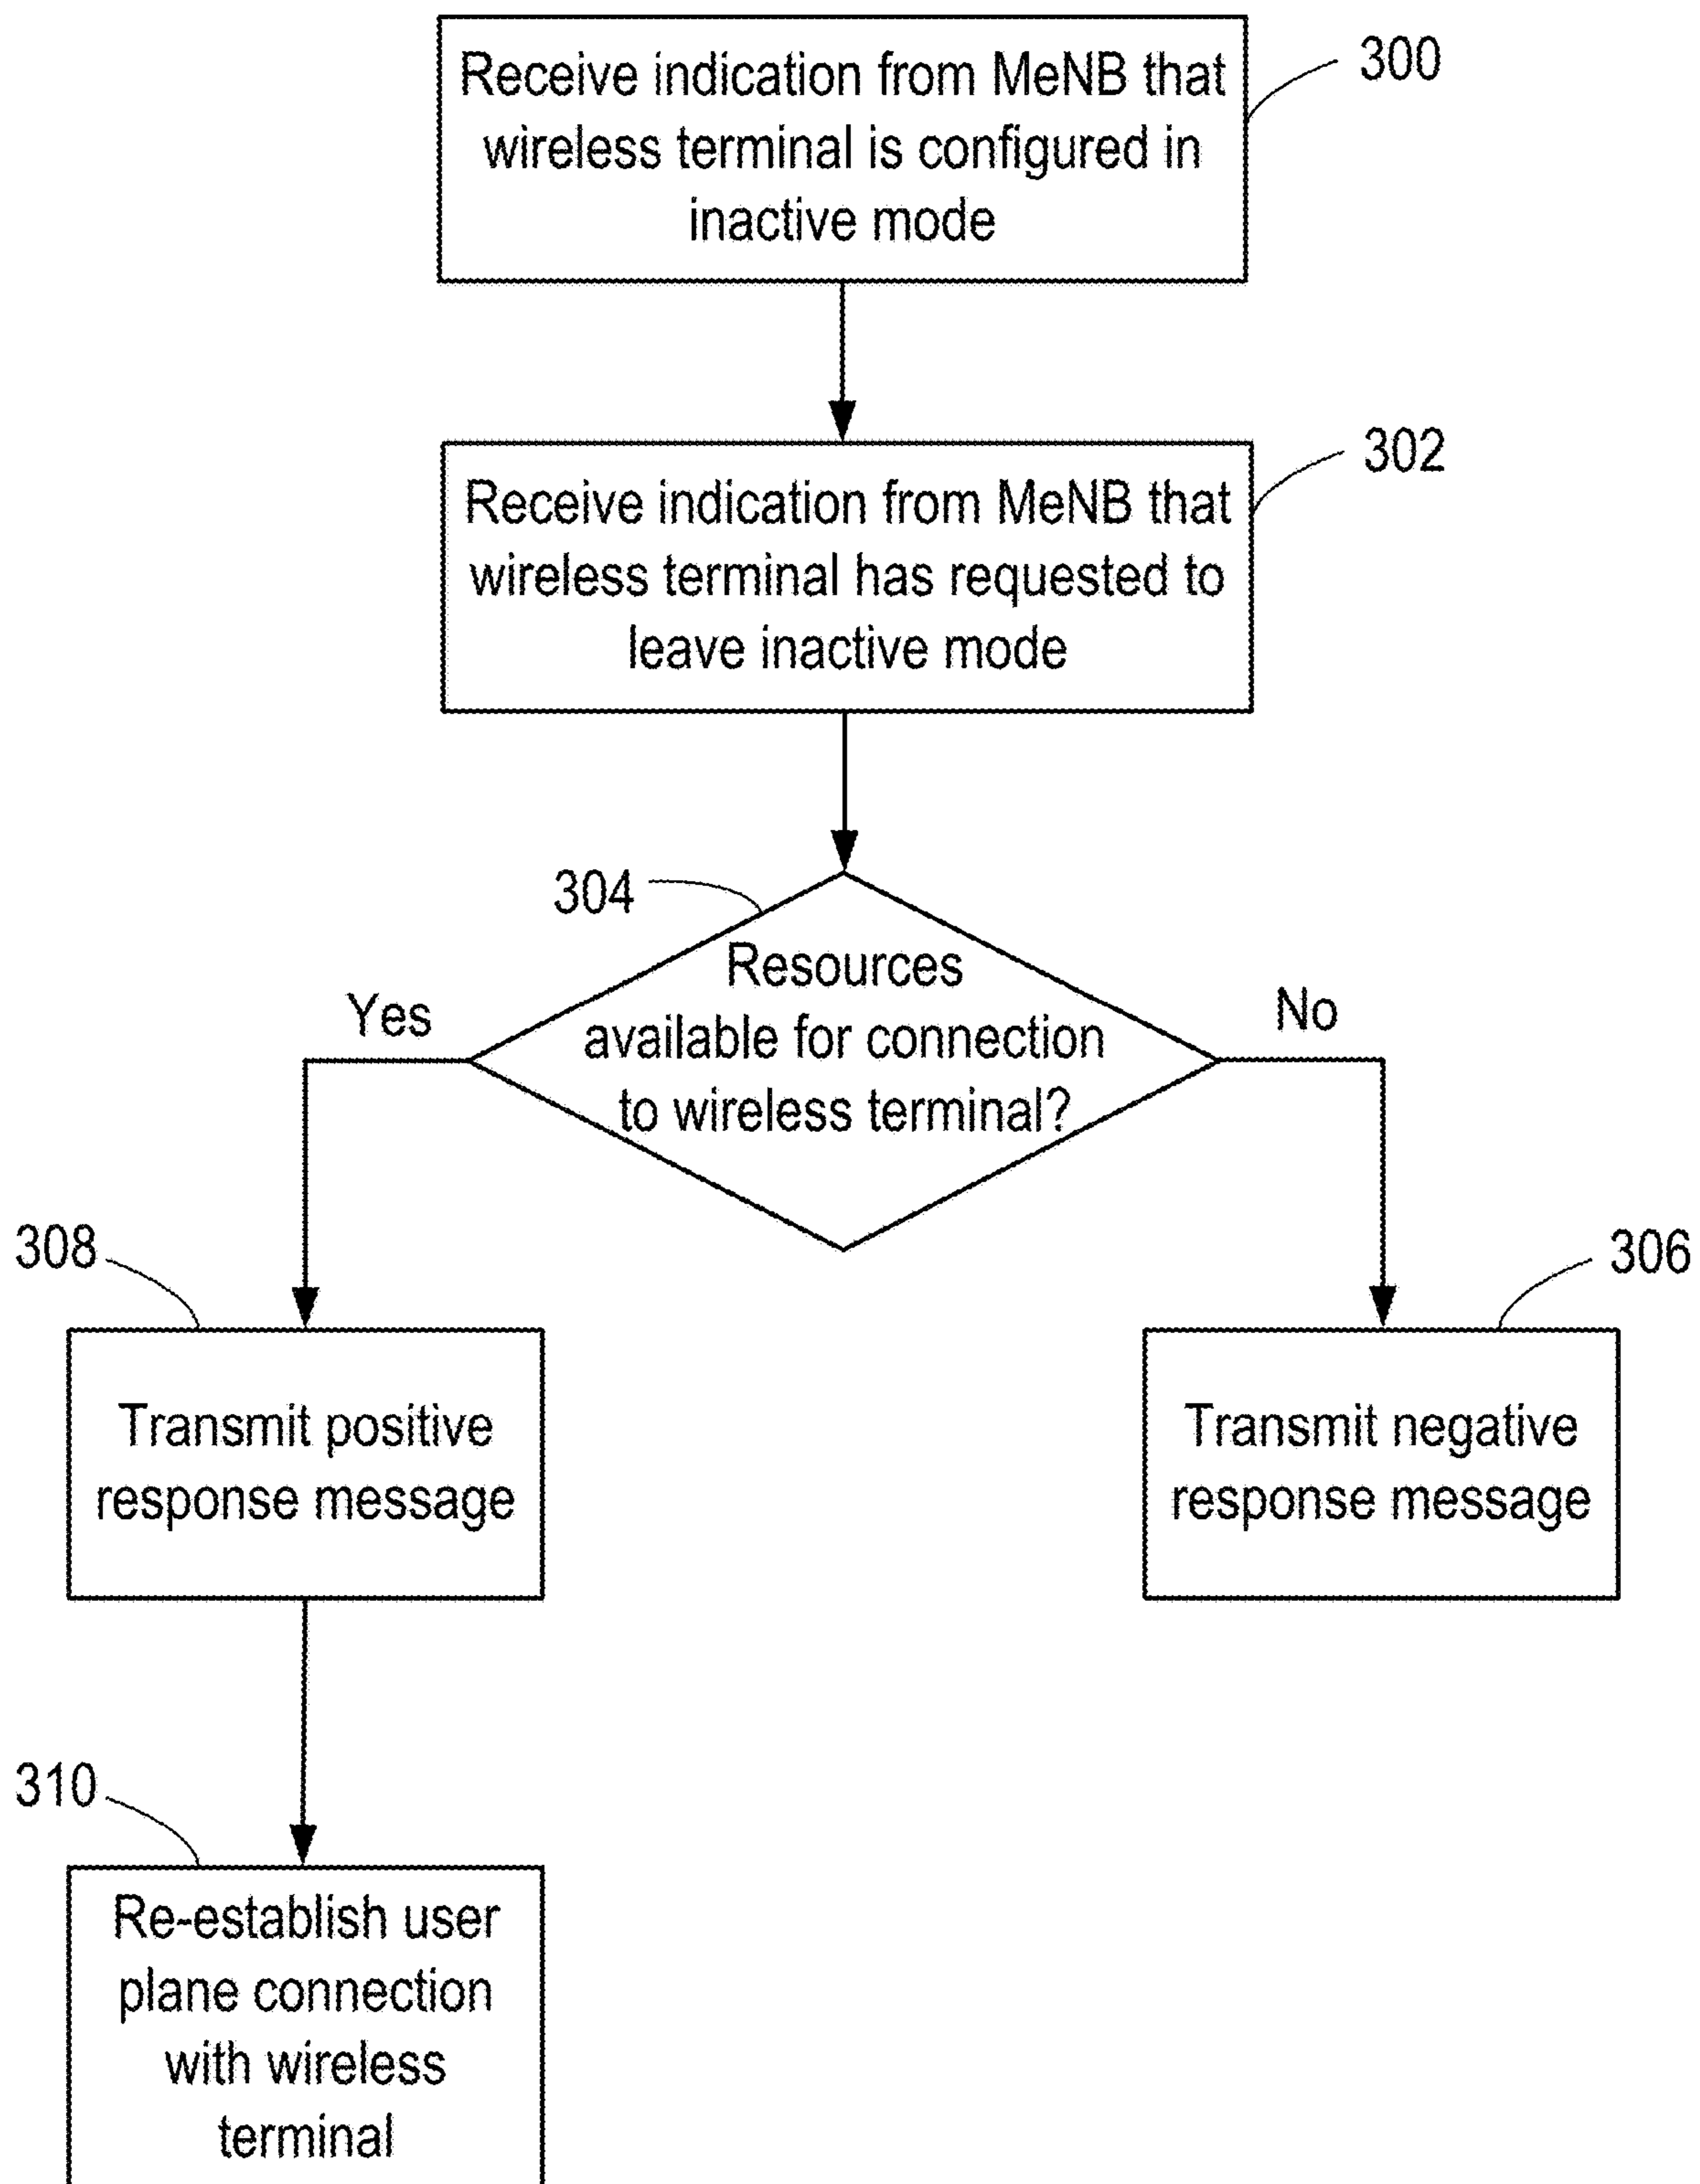 Receive indication from MeNB that
wireless terminal is configured in
inactive mode
300
Receive indication from MeNB that
wireless terminal has requested to
leave inactive mode
302
304
Resources
available for connection
to wireless terminal?
Yes
No
308
Transmit positive
response message
306
Transmit negative
response message
310
Re-establish user
plane connection
with wireless
terminal